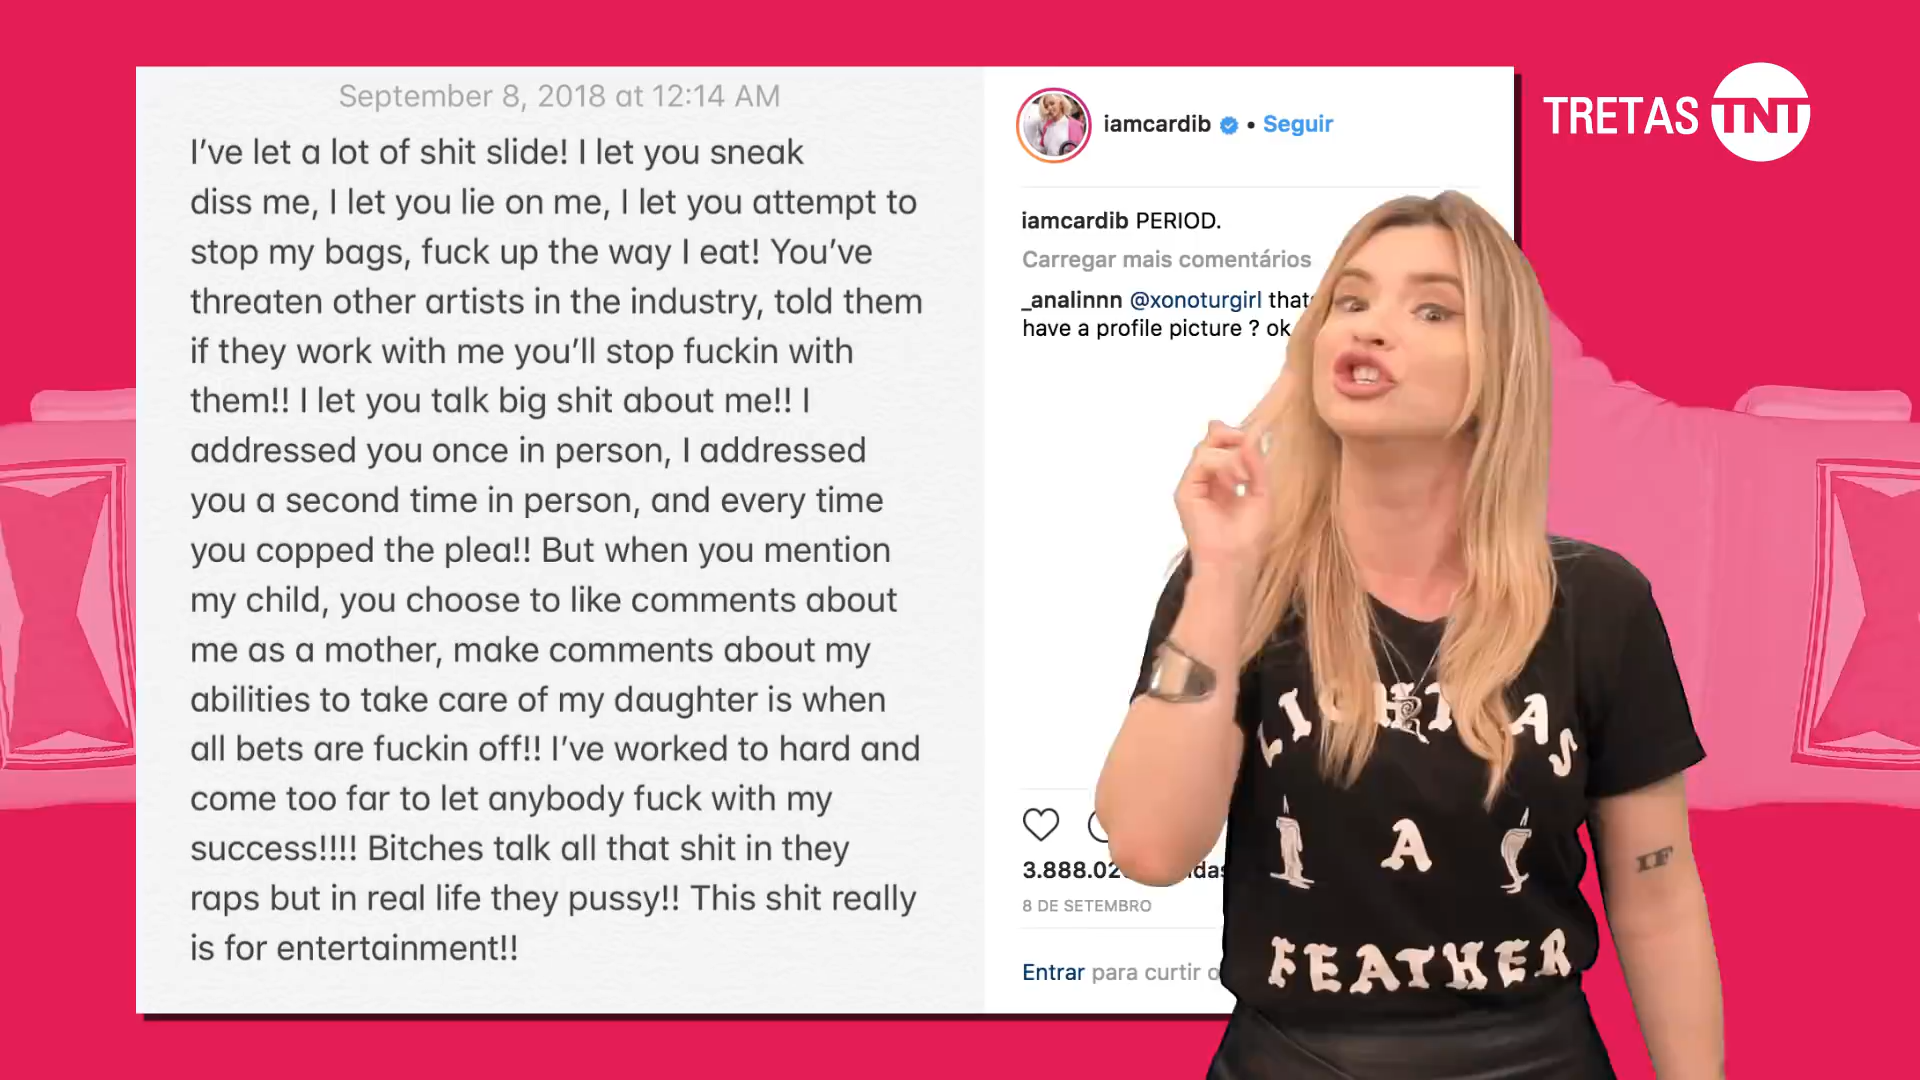 September 8, 2018 at 12:14 AM
I've let a lot of shit slide! I let you sneak
diss me, I let you lie on me, I let you attempt to
stop my bags, fuck up the way I eat! You've
threaten other artists in the industry, told them
if they work with me you'll stop fuckin with
them!! I let you talk big shit about me!! I
addressed you once in person, I addressed
you a second time in person, and every time
you copped the plea!! But when you mention
my child, you choose to like comments about
me as a mother, make comments about my
abilities to take care of my daughter is when
all bets are fuckin off!! I've worked to hard and
come too far to let anybody fuck with my
success!!!! Bitches talk all that shit in they
raps but in real life they pussy!! This shit really
is for entertainment!!
iamcardib • Seguir
iamcardib PERIOD.
Carregar mais comentários
_analinnn @xonoturgirl thats
have a profile picture ? ok
3.888.02
8 DE SETEMBRO
Entrar para curtir o
TRETAS TNT
LIGHT AS
A
FEATHER
IF